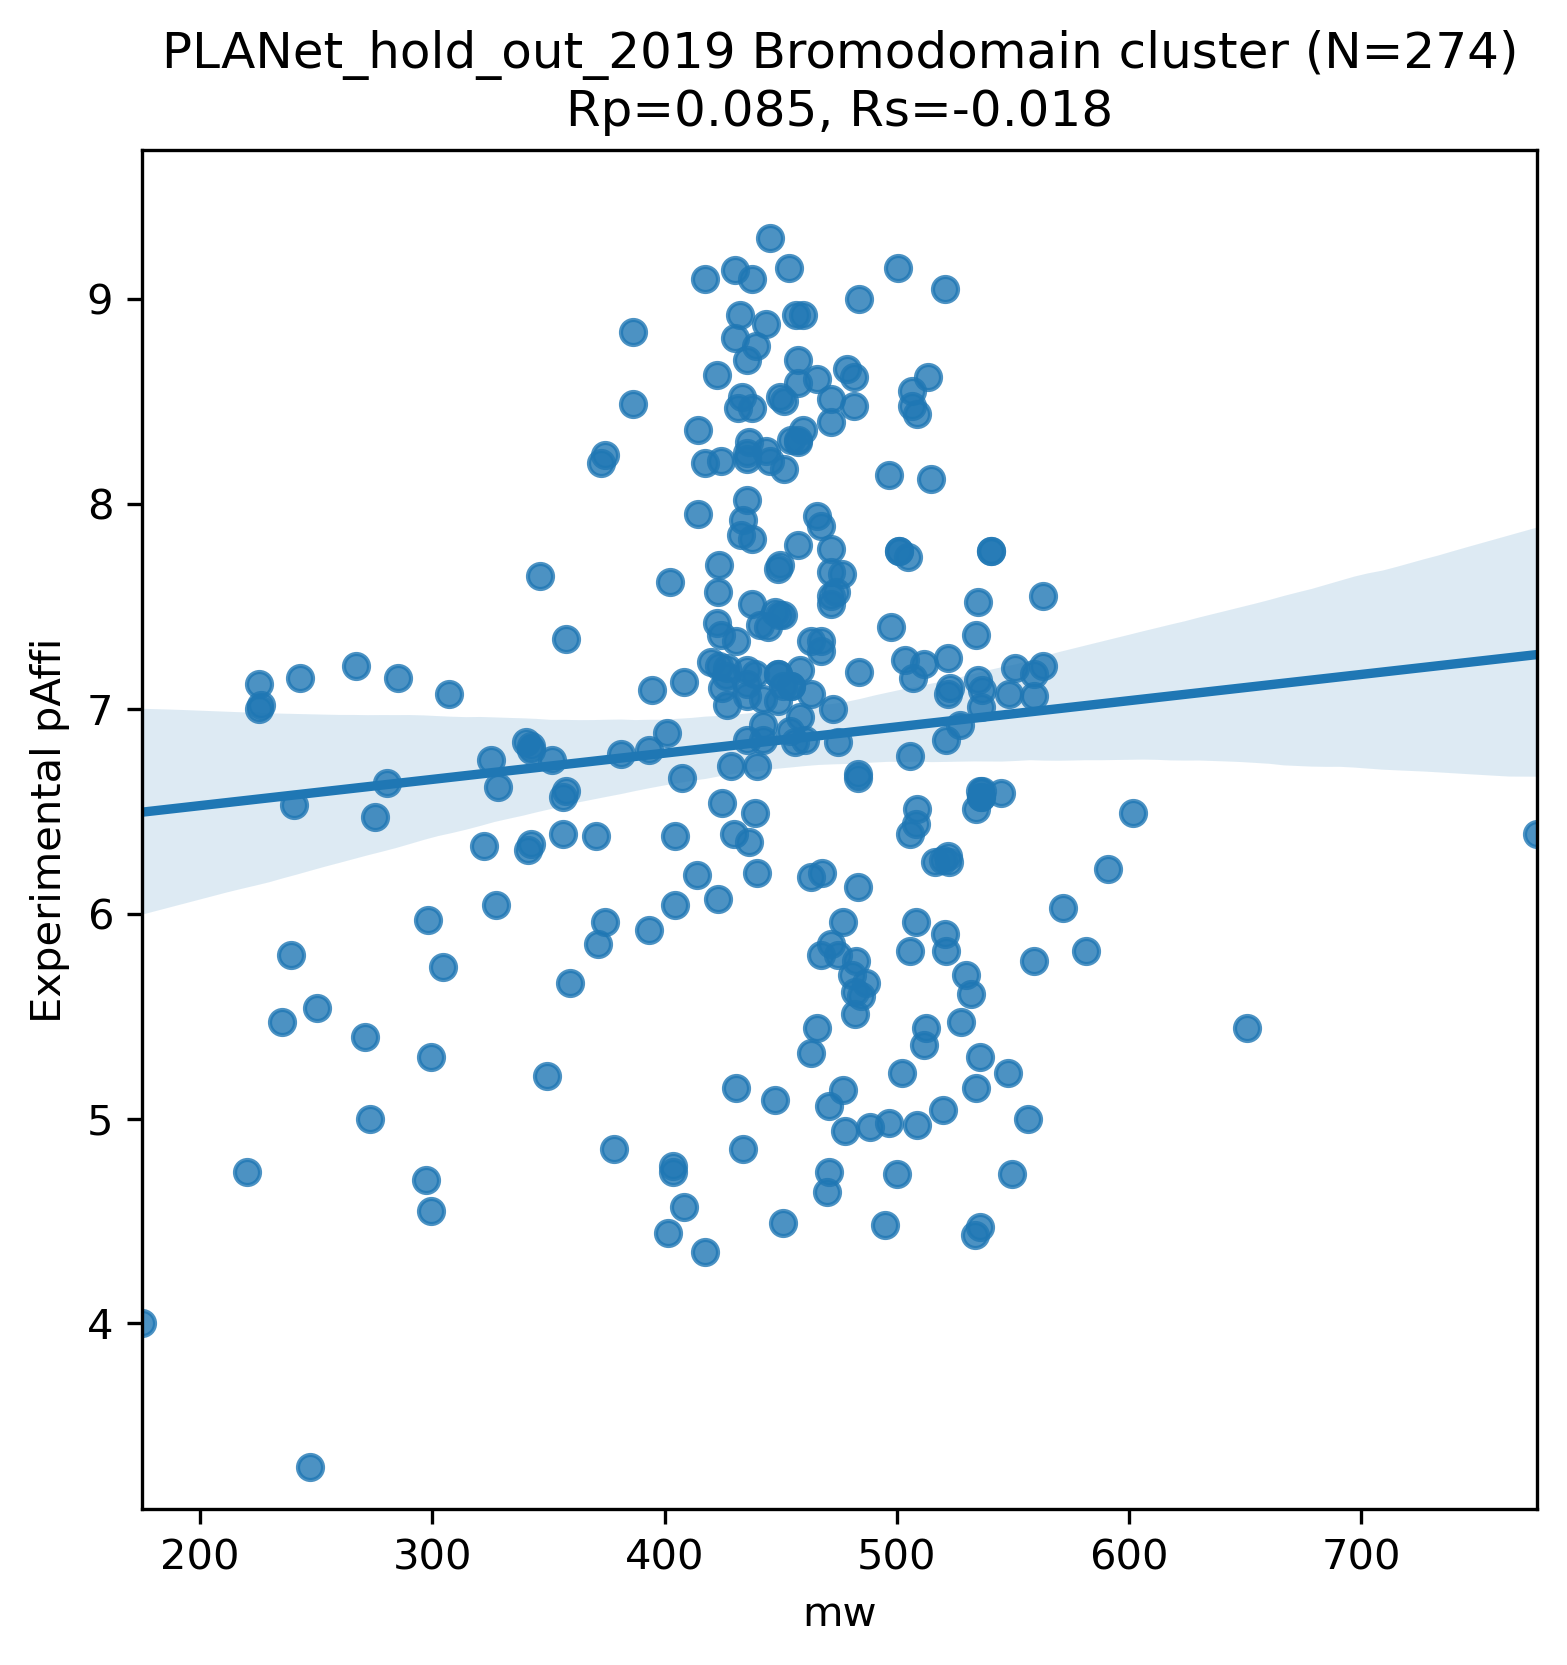 PLANet_hold_out_2019 Bromodomain cluster (N=274)
Rp=0.085, Rs=-0.018
Experimental pAffi
9
8
7
6
5
4
200 300 400 500 600 700
mw